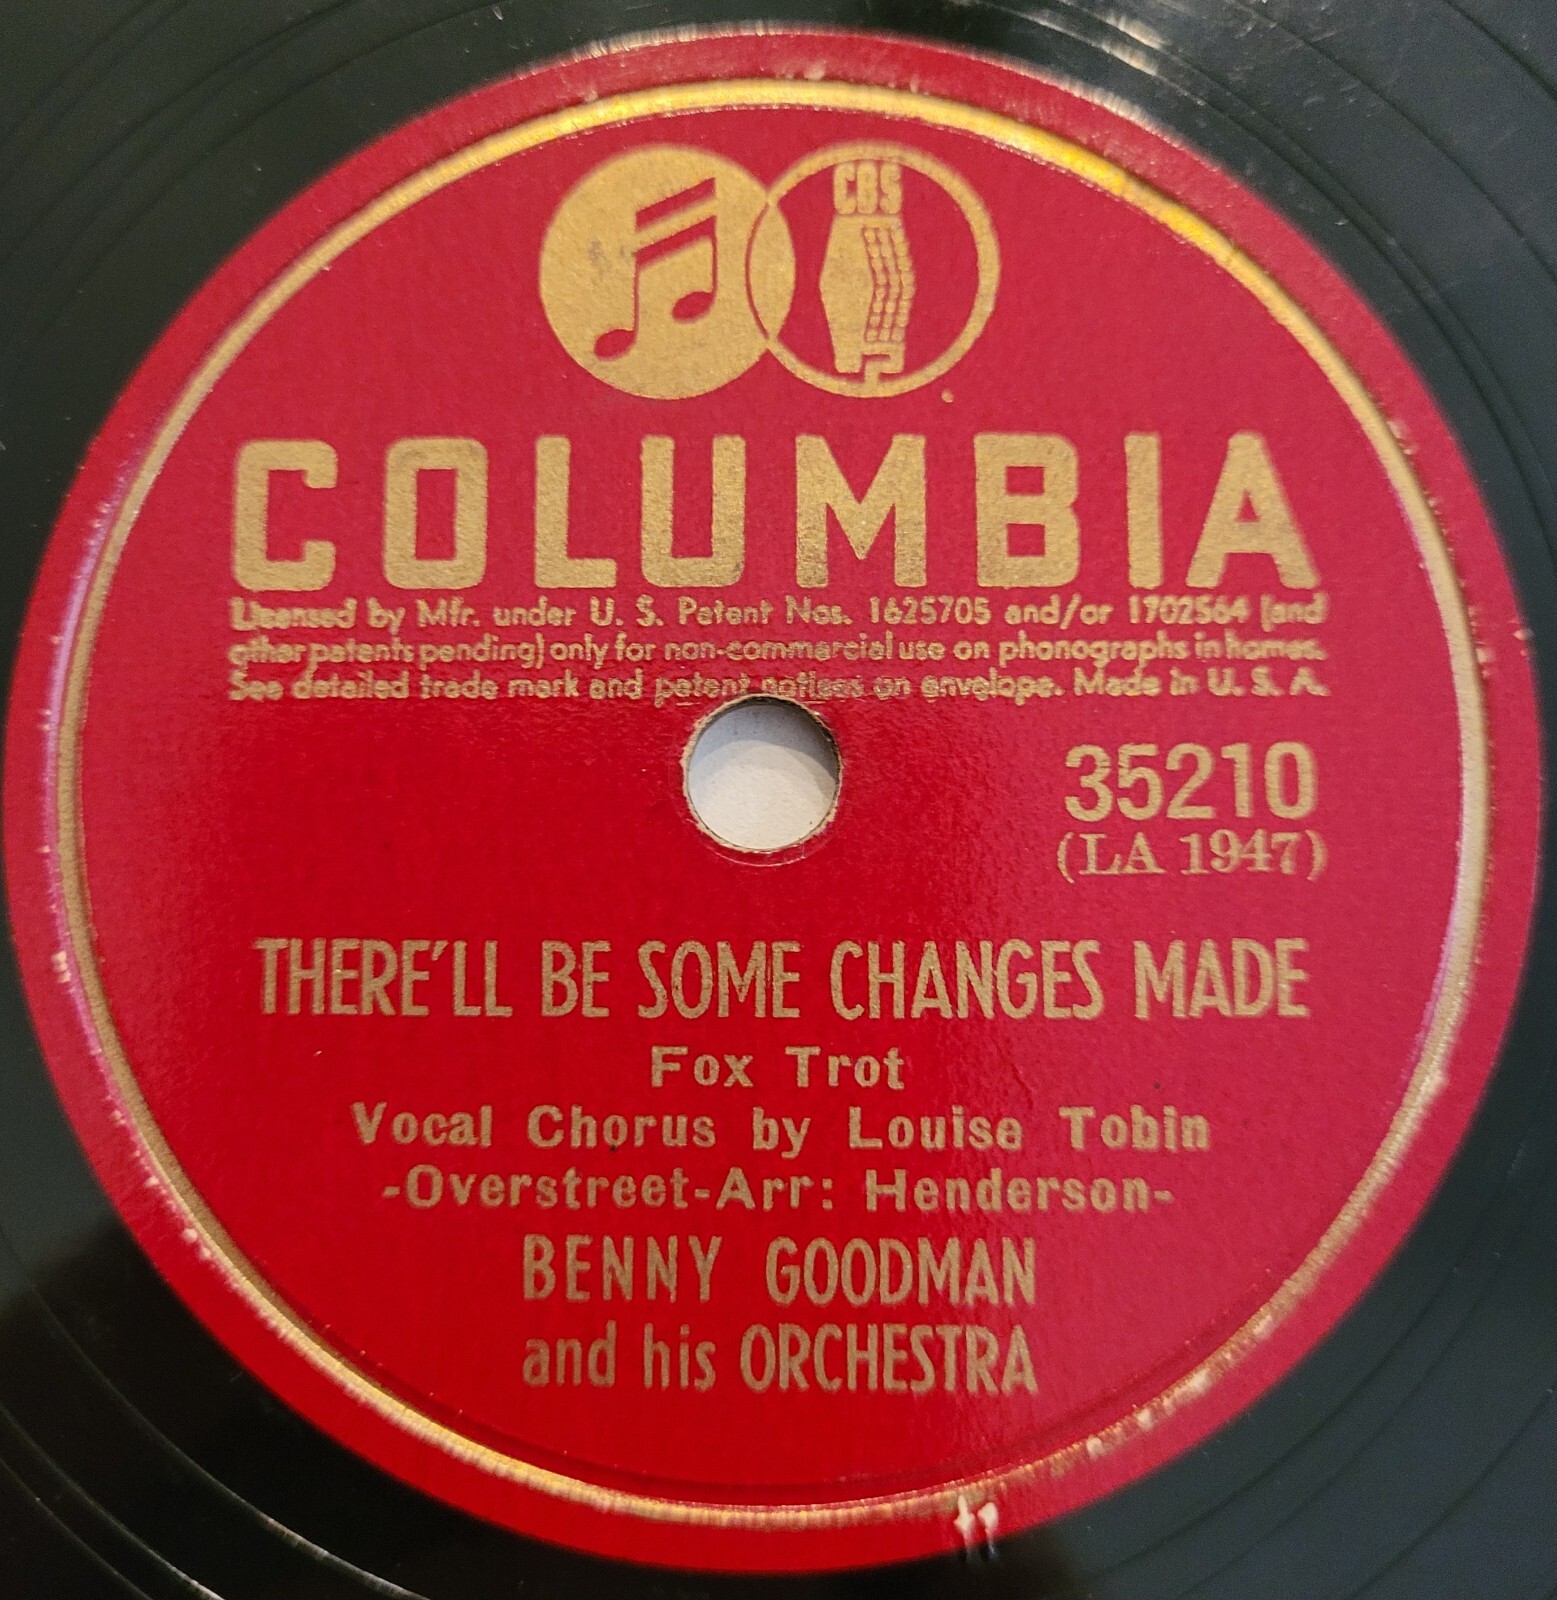 CBS
COLUMBIA
Licensed by Mfr. under U. S. Patent Nos. 1625705 and/or 1702564 (and
other patents pending) only for non-commercial use on phonographs in homes.
See detailed trade mark and patent notices on envelope. Made in U. S. A.
35210
(LA 1947)
THERE'LL BE SOME CHANGES MADE
Fox Trot
Vocal Chorus by Louise Tobin
-Overstreet-Arr: Henderson-
BENNY GOODMAN
and his ORCHESTRA